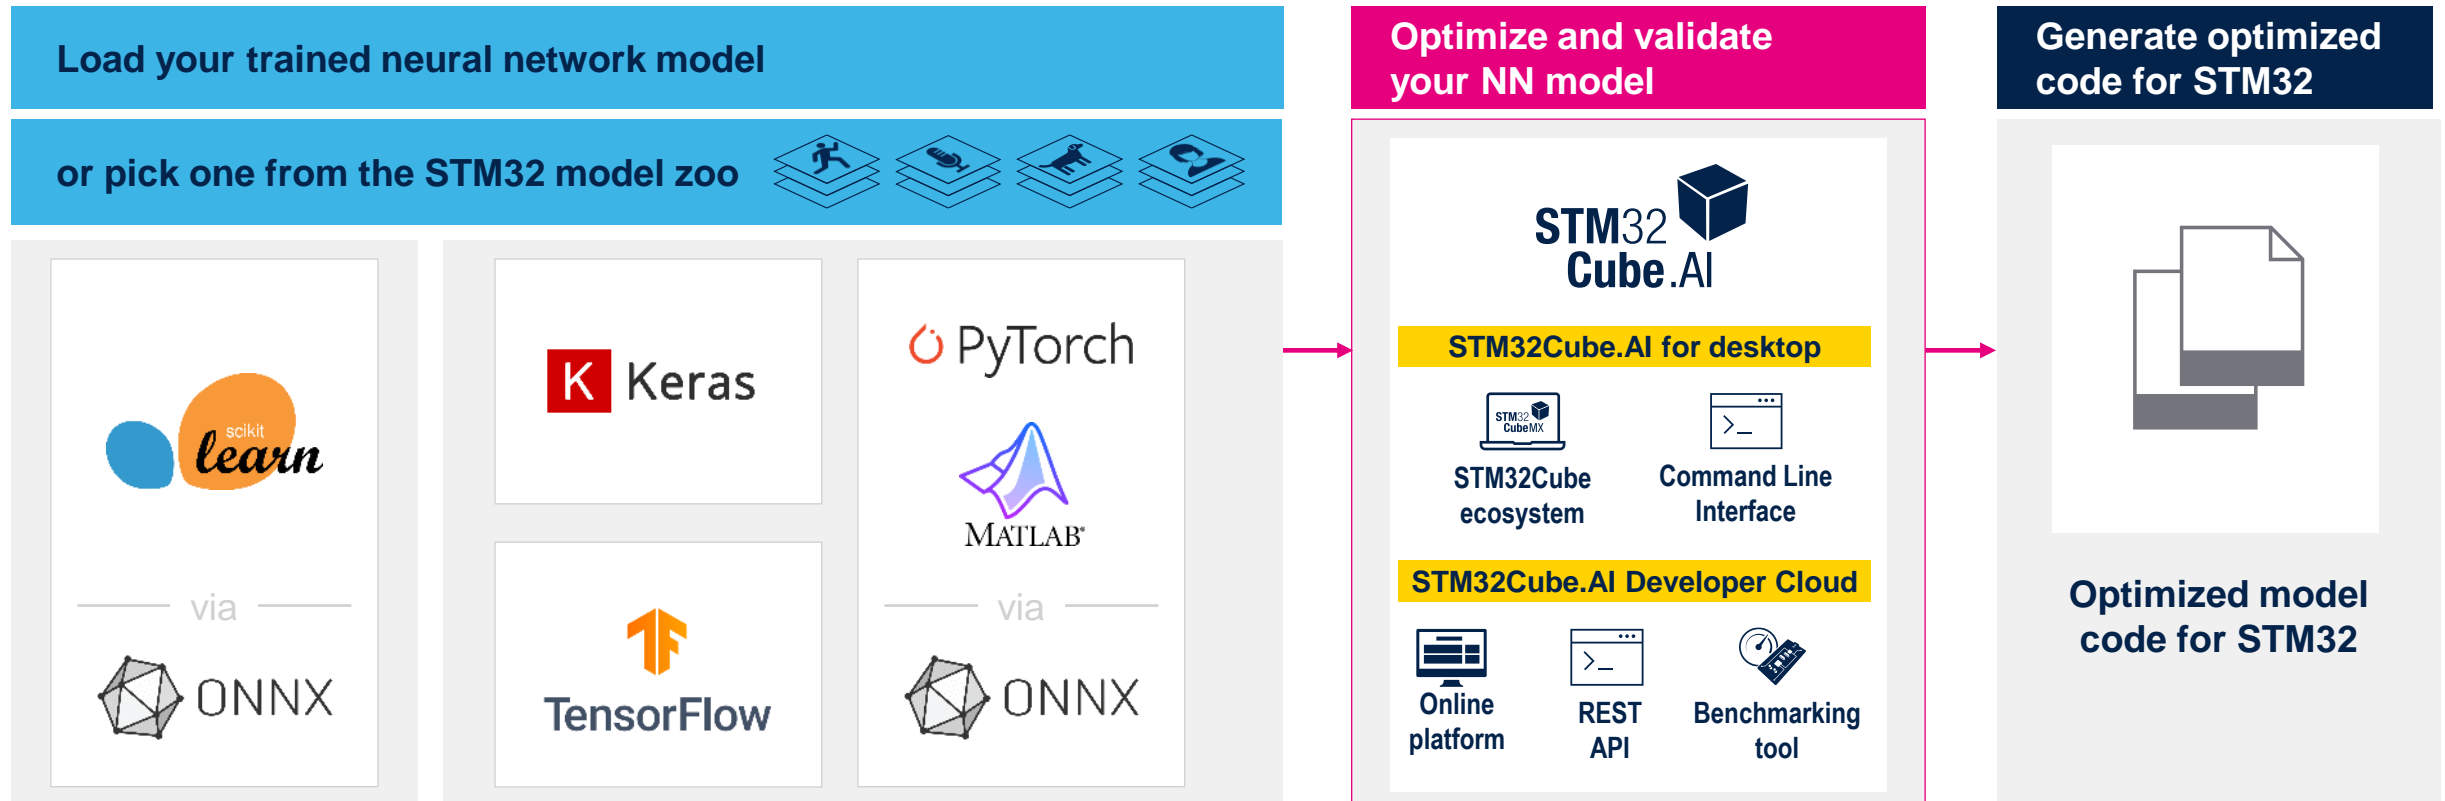 Load your trained neural network model
or pick one from the STM32 model zoo
scikit
learn
via
ONNX
K Keras
TensorFlow
PyTorch
MATLAB®
via
ONNX
Optimize and validate
your NN model
STM32
Cube.AI
STM32Cube.AI for desktop
STM32
CubeMX
STM32Cube
ecosystem
>_
Command Line
Interface
STM32Cube.AI Developer Cloud
Online
platform
>_
REST
API
Benchmarking
tool
Generate optimized
code for STM32
Optimized model
code for STM32